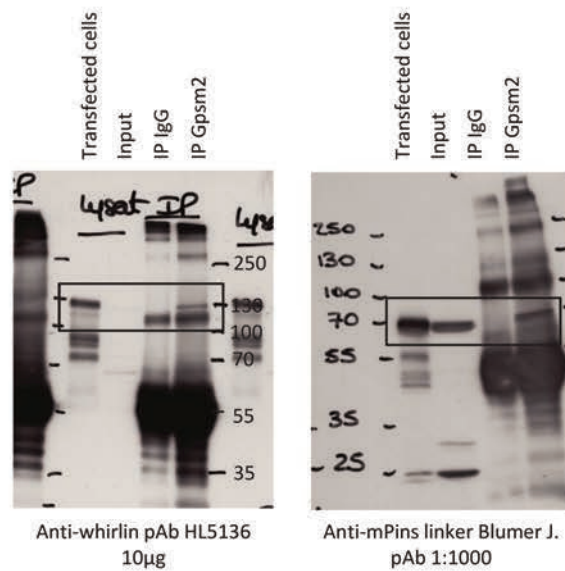 Transfected cells
Input
IP IgG
IP Gpsm2
Transfected cells
Input
IP IgG
IP Gpsm2
Lysat IP
250
130
100
70
55
35
250
130
100
70
55
35
25
Anti-whirlin pAb HL5136
10µg
Anti-mPins linker Blumer J.
pAb 1:1000